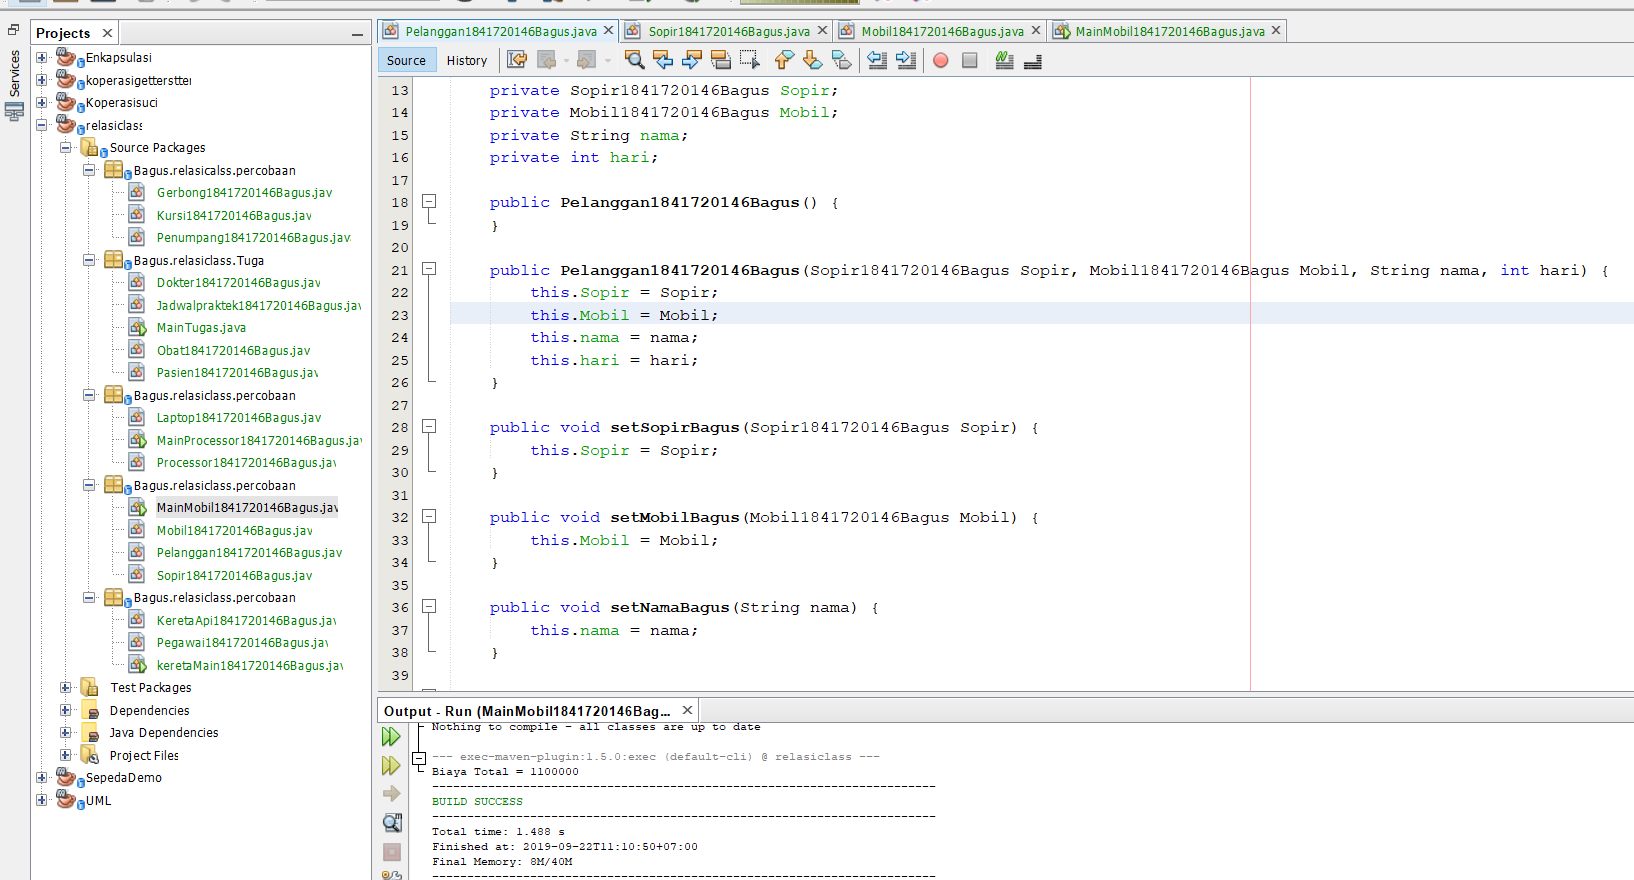 Services
Projects ×
Enkapsulasi
koperasigetterstter
Koperasisuci
relasiclass
Source Packages
Bagus.relasicalss.percobaan
Gerbong1841720146Bagus.jav
Kursi1841720146Bagus.jav
Penumpang1841720146Bagus.jav
Bagus.relasiclass.Tuga
Dokter1841720146Bagus.jav
Jadwalpraktek1841720146Bagus.jav
MainTugas.java
Obat1841720146Bagus.jav
Pasien1841720146Bagus.jav
Bagus.relasiclass.percobaan
Laptop1841720146Bagus.jav
MainProcessor1841720146Bagus.jav
Processor1841720146Bagus.jav
Bagus.relasiclass.percobaan
MainMobil1841720146Bagus.jav
Mobil1841720146Bagus.jav
Pelanggan1841720146Bagus.jav
Sopir1841720146Bagus.jav
Bagus.relasiclass.percobaan
KeretaApi1841720146Bagus.jav
Pegawai1841720146Bagus.jav
keretaMain1841720146Bagus.jav
Test Packages
Dependencies
Java Dependencies
Project Files
SepedaDemo
UML
Pelanggan1841720146Bagus.java × Sopir1841720146Bagus.java × Mobil1841720146Bagus.java × MainMobil1841720146Bagus.java ×
Source History
13 private Sopir1841720146Bagus Sopir;
14 private Mobil1841720146Bagus Mobil;
15 private String nama;
16 private int hari;
17
18 public Pelanggan1841720146Bagus() {
19 }
20
21 public Pelanggan1841720146Bagus(Sopir1841720146Bagus Sopir, Mobil1841720146Bagus Mobil, String nama, int hari) {
22 this.Sopir = Sopir;
23 this.Mobil = Mobil;
24 this.nama = nama;
25 this.hari = hari;
26 }
27
28 public void setSopirBagus(Sopir1841720146Bagus Sopir) {
29 this.Sopir = Sopir;
30 }
31
32 public void setMobilBagus(Mobil1841720146Bagus Mobil) {
33 this.Mobil = Mobil;
34 }
35
36 public void setNamaBagus(String nama) {
37 this.nama = nama;
38 }
39
Output - Run (MainMobil1841720146Bag... ×
Nothing to compile - all classes are up to date
--- exec-maven-plugin:1.5.0:exec (default-cli) @ relasiclass ---
Biaya Total = 1100000
------------------------------------------------------------------------
BUILD SUCCESS
------------------------------------------------------------------------
Total time: 1.488 s
Finished at: 2019-09-22T11:10:50+07:00
Final Memory: 8M/40M
------------------------------------------------------------------------